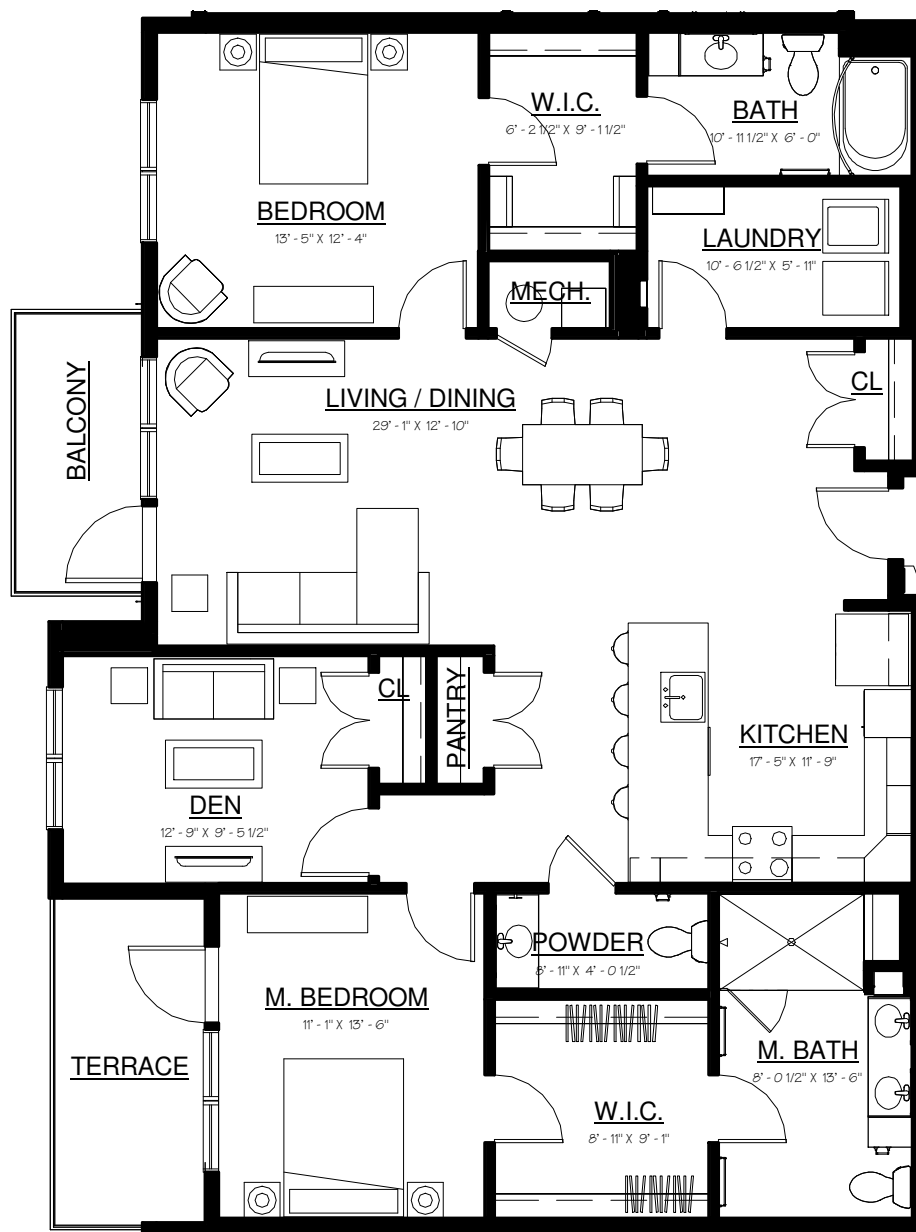 W.I.C.
6' - 2 1/2" X 9' - 1 1/2"
BATH
10' - 11 1/2" X 6' - 0"
BEDROOM
13' - 5" X 12' - 4"
LAUNDRY
10' - 6 1/2" X 5' - 11"
MECH.
BALCONY
LIVING / DINING
29' - 1" X 12' - 10"
CL
CL
PANTRY
KITCHEN
17' - 5" X 11' - 9"
DEN
12' - 9" X 9' - 5 1/2"
POWDER
8' - 11" X 4' - 0 1/2"
M. BEDROOM
11' - 1" X 13' - 6"
TERRACE
M. BATH
8' - 0 1/2" X 13' - 6"
W.I.C.
8' - 11" X 9' - 1"